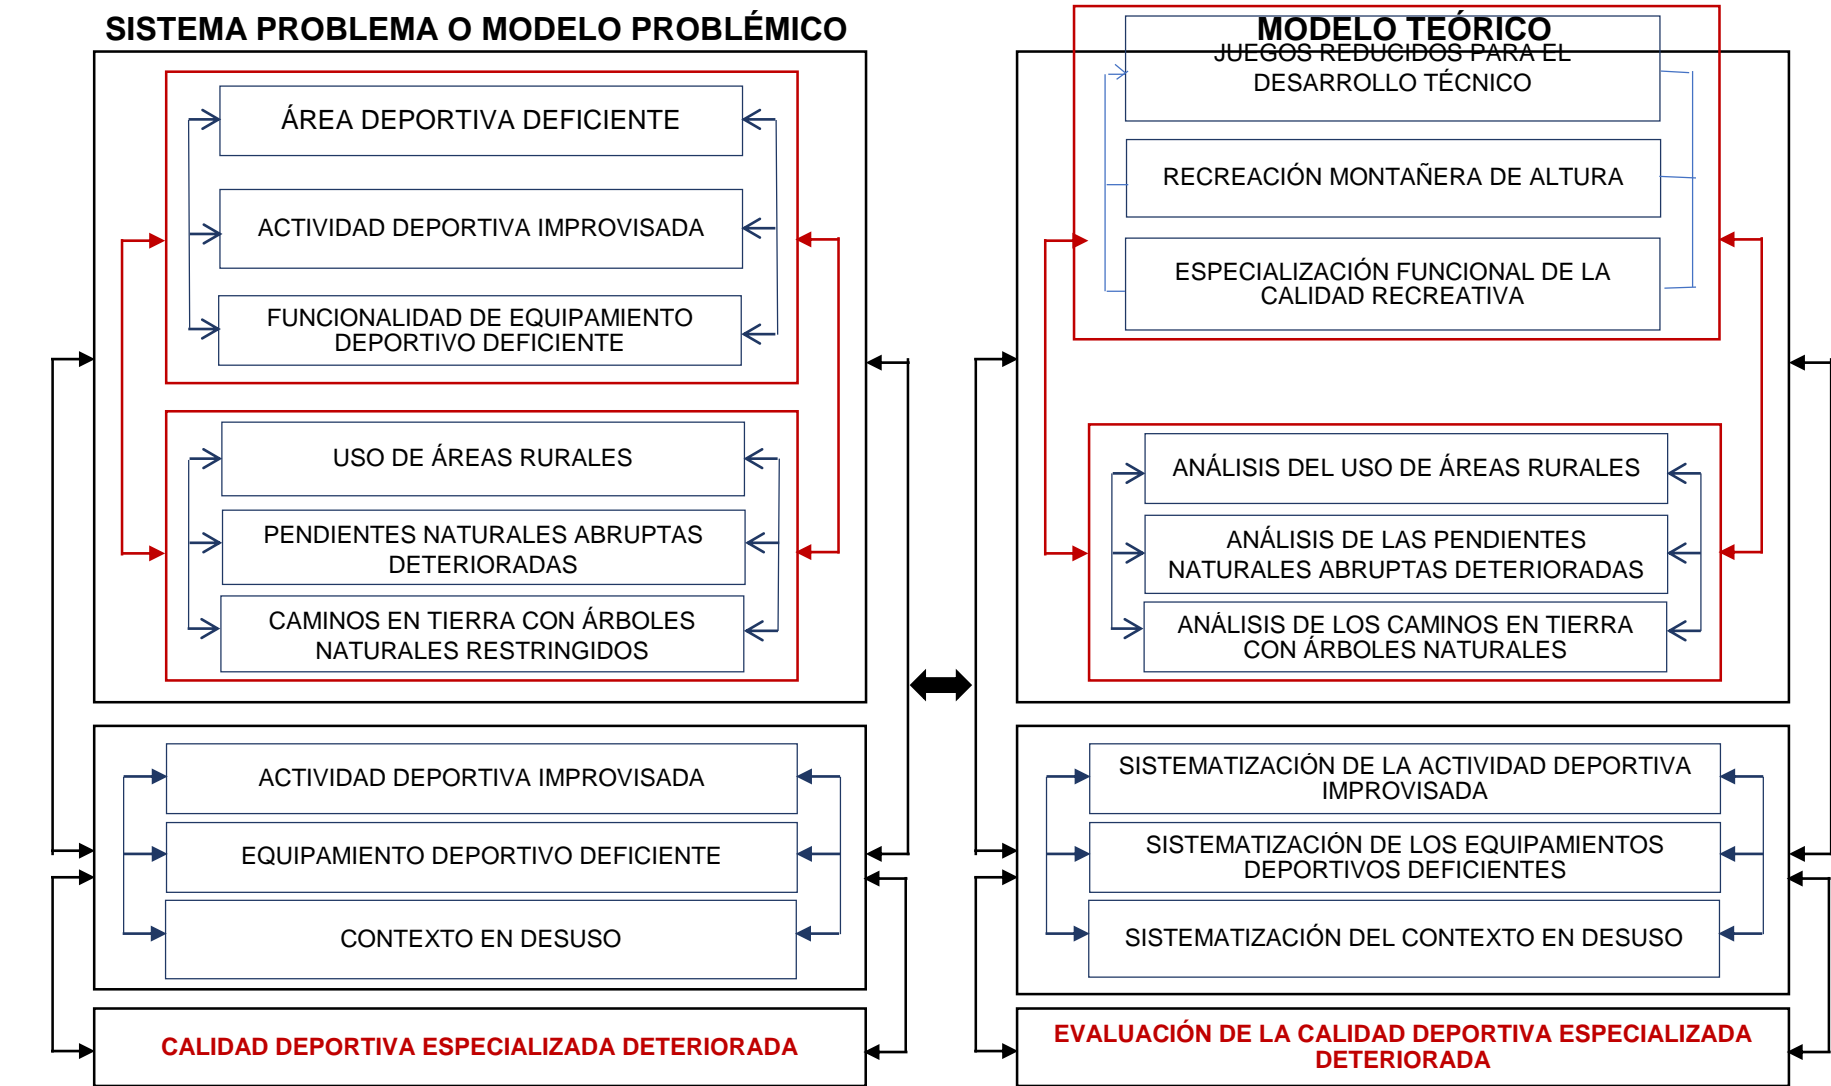 SISTEMA PROBLEMA O MODELO PROBLÉMICO
ÁREA DEPORTIVA DEFICIENTE
ACTIVIDAD DEPORTIVA IMPROVISADA
FUNCIONALIDAD DE EQUIPAMIENTO
DEPORTIVO DEFICIENTE
USO DE ÁREAS RURALES
PENDIENTES NATURALES ABRUPTAS
DETERIORADAS
CAMINOS EN TIERRA CON ÁRBOLES
NATURALES RESTRINGIDOS
ACTIVIDAD DEPORTIVA IMPROVISADA
EQUIPAMIENTO DEPORTIVO DEFICIENTE
CONTEXTO EN DESUSO
CALIDAD DEPORTIVA ESPECIALIZADA DETERIORADA
MODELO TEÓRICO
JUEGOS REDUCIDOS PARA EL
DESARROLLO TÉCNICO
RECREACIÓN MONTAÑERA DE ALTURA
ESPECIALIZACIÓN FUNCIONAL DE LA
CALIDAD RECREATIVA
ANÁLISIS DEL USO DE ÁREAS RURALES
ANÁLISIS DE LAS PENDIENTES
NATURALES ABRUPTAS DETERIORADAS
ANÁLISIS DE LOS CAMINOS EN TIERRA
CON ÁRBOLES NATURALES
SISTEMATIZACIÓN DE LA ACTIVIDAD DEPORTIVA
IMPROVISADA
SISTEMATIZACIÓN DE LOS EQUIPAMIENTOS
DEPORTIVOS DEFICIENTES
SISTEMATIZACIÓN DEL CONTEXTO EN DESUSO
EVALUACIÓN DE LA CALIDAD DEPORTIVA ESPECIALIZADA
DETERIORADA